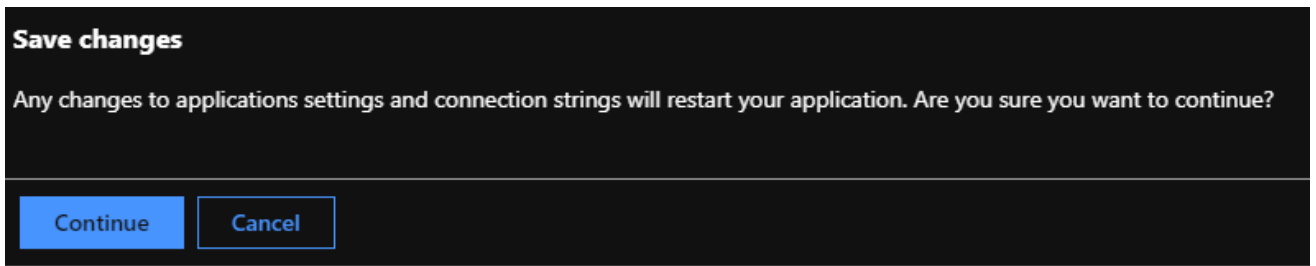 Save changes
Any changes to applications settings and connection strings will restart your application. Are you sure you want to continue?
Continue
Cancel